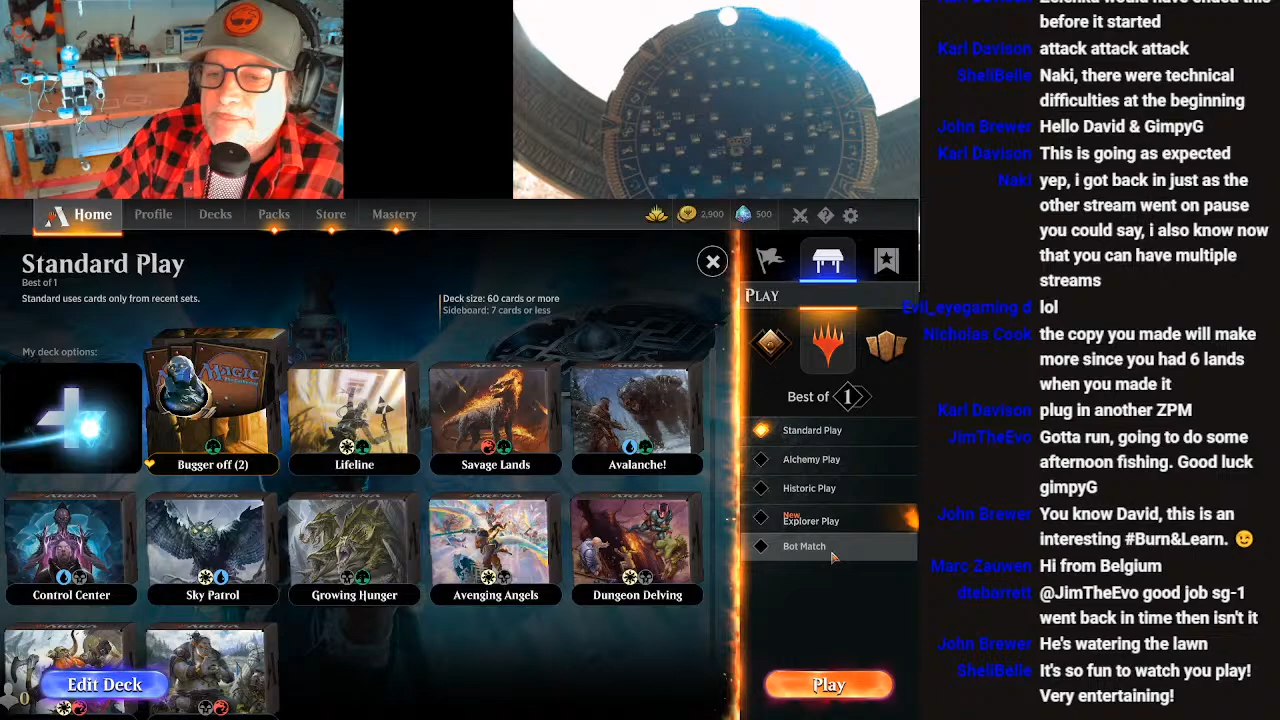 Home
Profile
Decks
Packs
Store
Mastery
2,900
500
Standard Play
Best of 1
Standard uses cards only from recent sets.
Deck size: 60 cards or more
Sideboard: 7 cards or less
My deck options:
Bugger off (2)
Lifeline
Savage Lands
Avalanche!
Control Center
Sky Patrol
Growing Hunger
Avenging Angels
Dungeon Delving
Edit Deck
0
PLAY
Best of 1
Standard Play
Alchemy Play
Historic Play
New
Explorer Play
Bot Match
Play
before it started
Karl Davison attack attack attack
SheliBelle Naki, there were technical
difficulties at the beginning
John Brewer Hello David & GimpyG
Karl Davison This is going as expected
Naki yep, i got back in just as the
other stream went on pause
you could say, i also know now
that you can have multiple
streams
Evil_eyegaming d lol
Nicholas Cook the copy you made will make
more since you had 6 lands
when you made it
Karl Davison plug in another ZPM
JimTheEvo Gotta run, going to do some
afternoon fishing. Good luck
gimpyG
John Brewer You know David, this is an
interesting #Burn&Learn. 😉
Marc Zauwen Hi from Belgium
dtebarrett @JimTheEvo good job sg-1
went back in time then isn't it
John Brewer He's watering the lawn
SheliBelle It's so fun to watch you play!
Very entertaining!